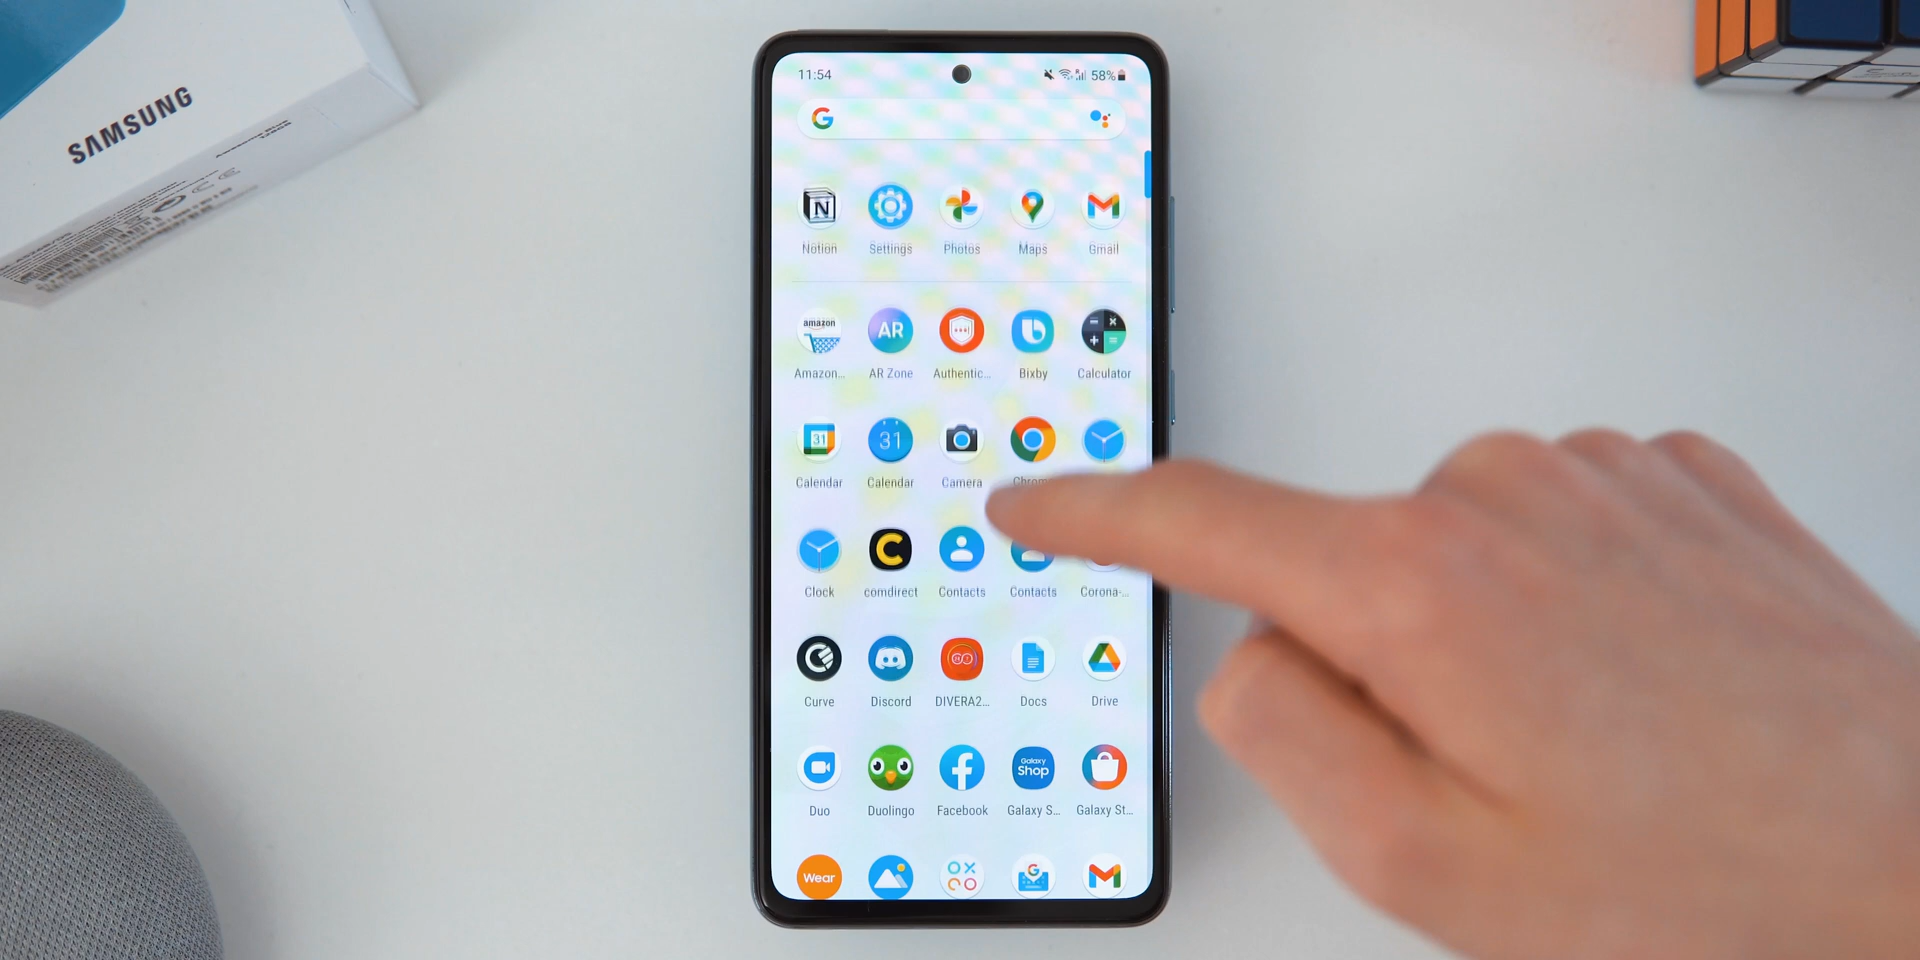 SAMSUNG
11:54 58%
Notion Settings Photos Maps Gmail
amazon AR
Amazon... AR Zone Authentic... Bixby Calculator
31 31
Calendar Calendar Camera Chrome
Clock comdirect Contacts Contacts Corona-...
Curve Discord DIVERA2... Docs Drive
Galaxy
Shop
Duo Duolingo Facebook Galaxy S... Galaxy St...
Wear